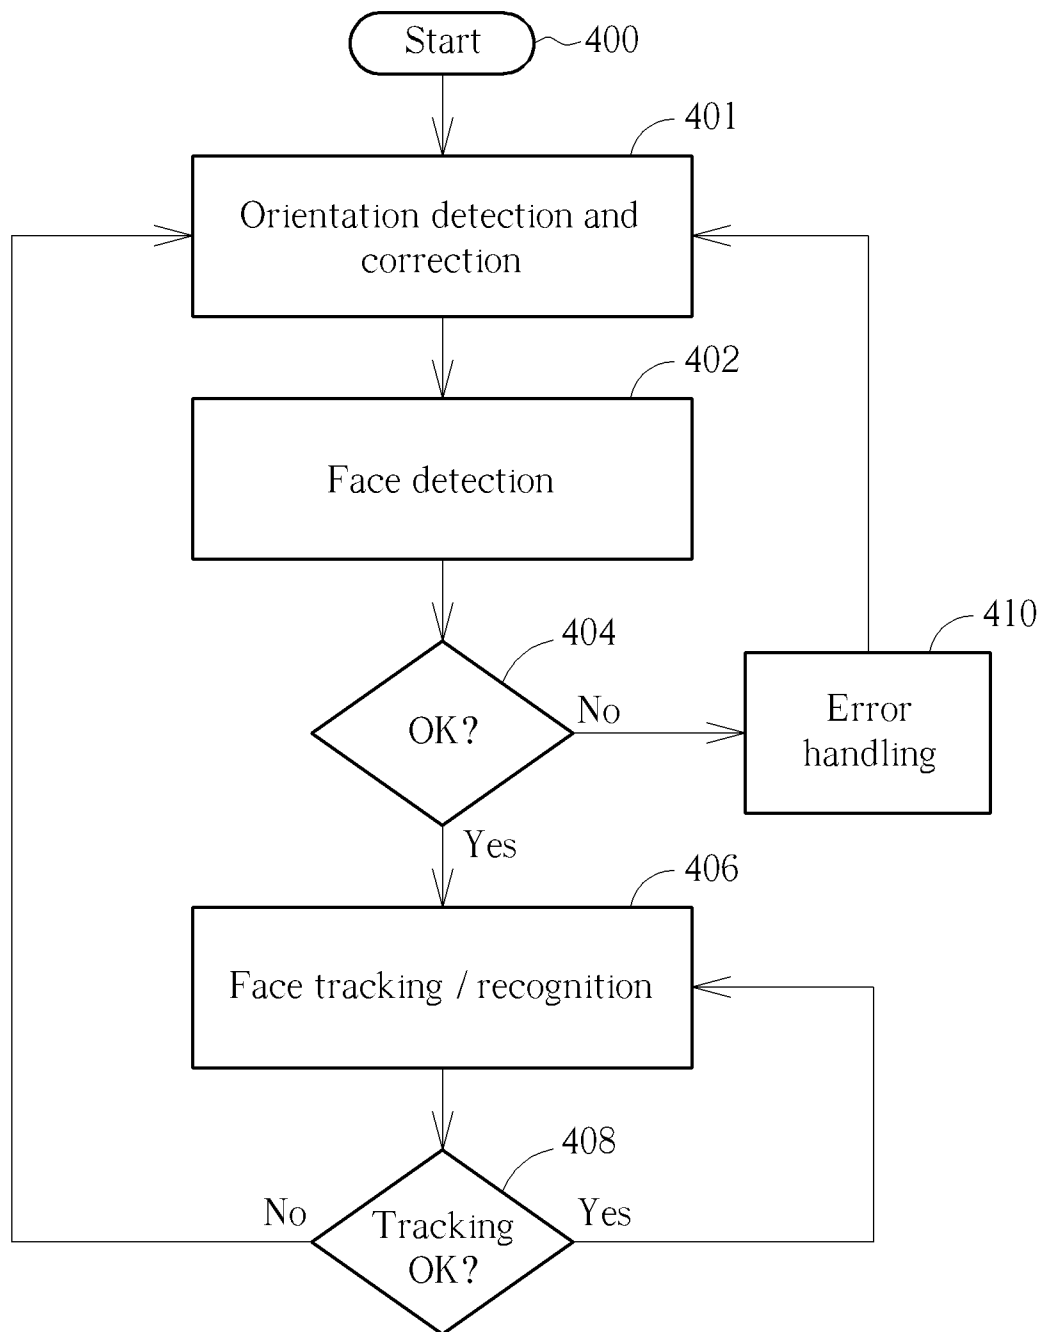 Start
400
401
Orientation detection and
correction
402
Face detection
404
OK?
No
410
Error
handling
Yes
406
Face tracking / recognition
408
No
Tracking
OK?
Yes